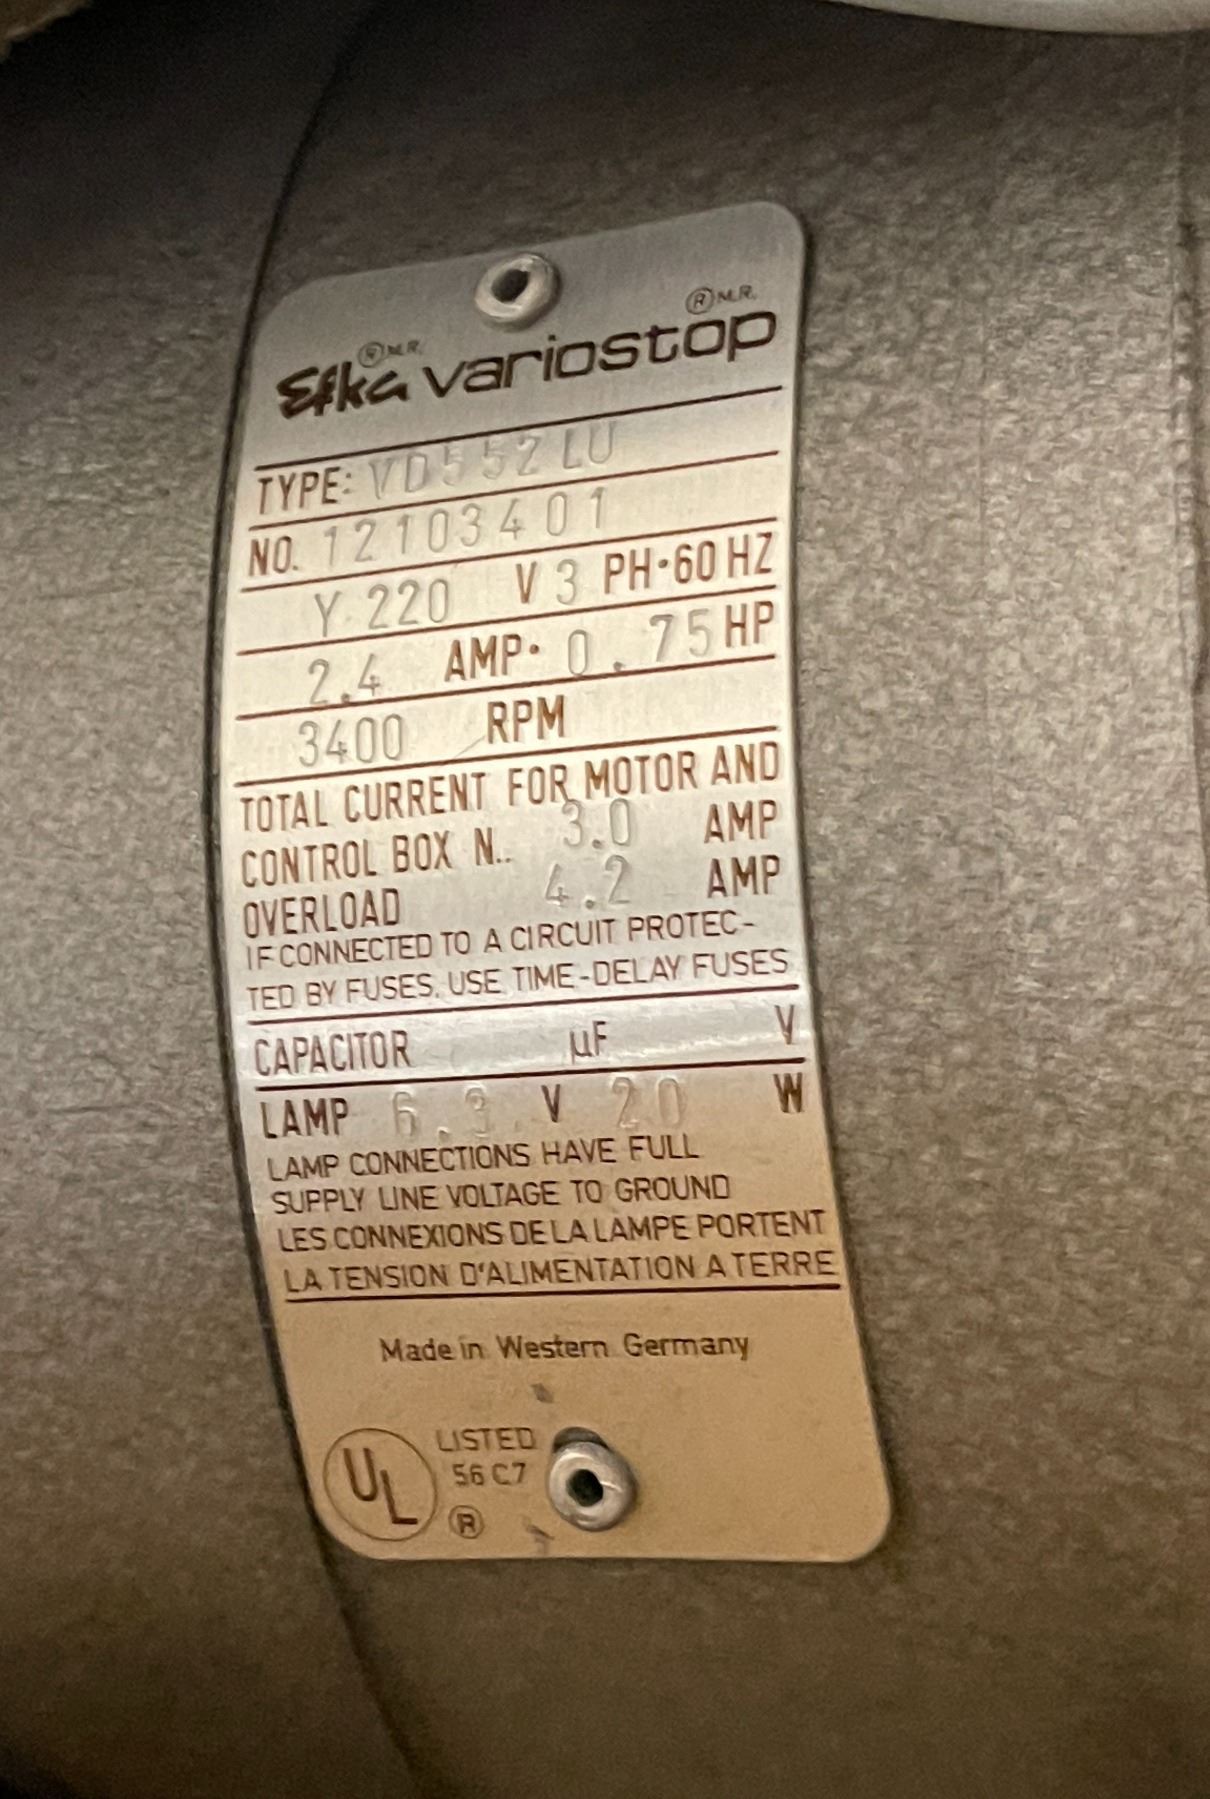 ® M.R. ® M.R.
Efka variostop
TYPE: VD552LU
NO. 12103401
Y 220 V 3 PH·60 HZ
2.4 AMP· 0.75 HP
3400 RPM
TOTAL CURRENT FOR MOTOR AND
CONTROL BOX N.. 3.0 AMP
OVERLOAD 4.2 AMP
IF CONNECTED TO A CIRCUIT PROTEC-
TED BY FUSES, USE TIME-DELAY FUSES
CAPACITOR µF V
LAMP 6.3 V 20 W
LAMP CONNECTIONS HAVE FULL
SUPPLY LINE VOLTAGE TO GROUND
LES CONNEXIONS DE LA LAMPE PORTENT
LA TENSION D'ALIMENTATION A TERRE
Made in Western Germany
UL LISTED
56 C7
®